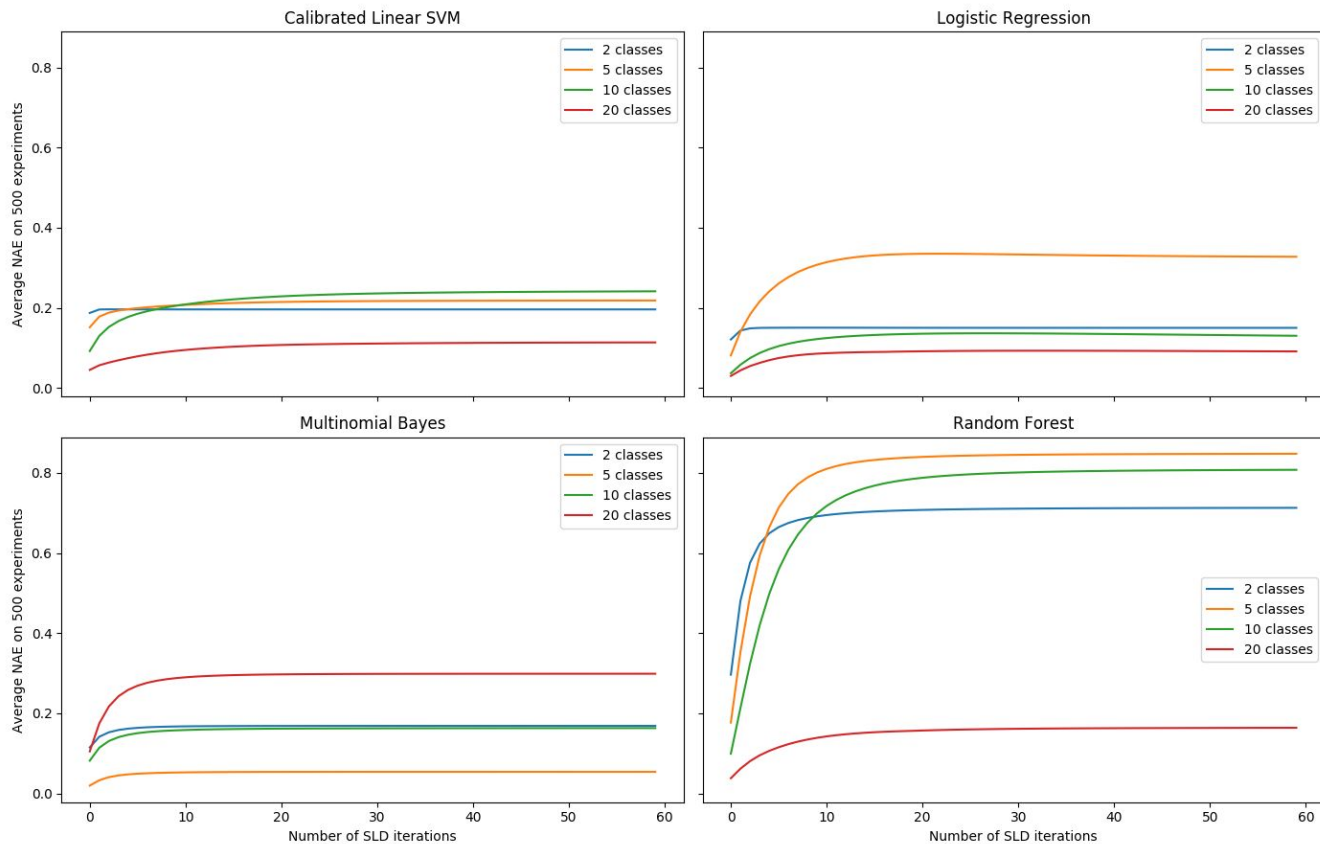 Calibrated Linear SVM
Average NAE on 500 experiments
0.8
0.6
0.4
0.2
0.0
2 classes
5 classes
10 classes
20 classes
Logistic Regression
2 classes
5 classes
10 classes
20 classes
Multinomial Bayes
Average NAE on 500 experiments
0.8
0.6
0.4
0.2
0.0
2 classes
5 classes
10 classes
20 classes
0 10 20 30 40 50 60
Number of SLD iterations
Random Forest
2 classes
5 classes
10 classes
20 classes
0 10 20 30 40 50 60
Number of SLD iterations